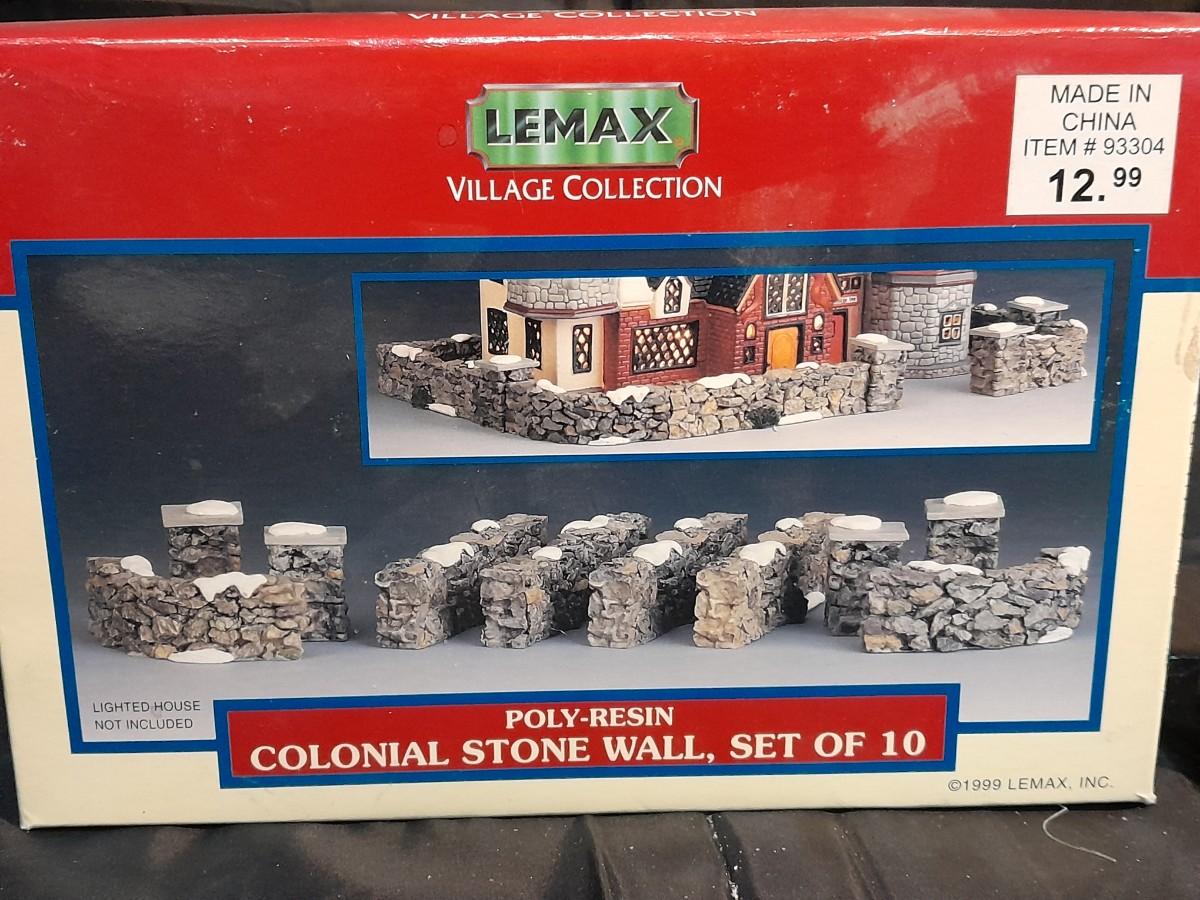 VILLAGE COLLECTION
LEMAX
VILLAGE COLLECTION
MADE IN
CHINA
ITEM # 93304
12.99
LIGHTED HOUSE
NOT INCLUDED
POLY-RESIN
COLONIAL STONE WALL, SET OF 10
©1999 LEMAX, INC.